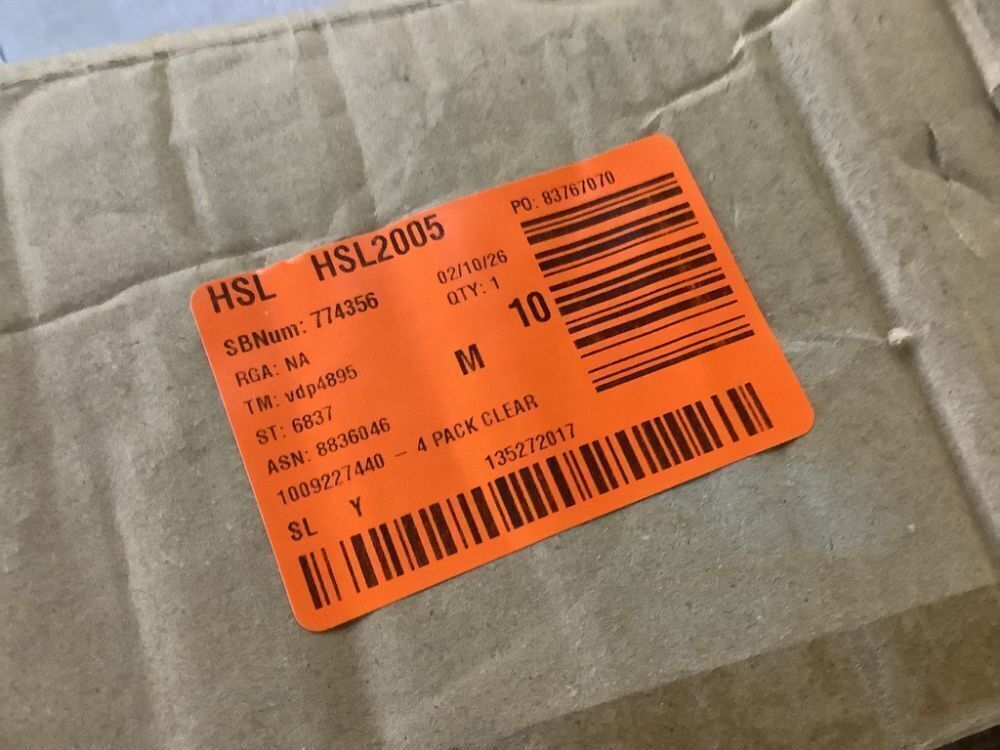 HSL HSL2005
PO: 83767070
SBNum: 774356
02/10/26
RGA: NA
QTY: 1
TM: vdp4895
10
ST: 6837
M
ASN: 8836046
1009227440 – 4 PACK CLEAR
SL Y
135272017